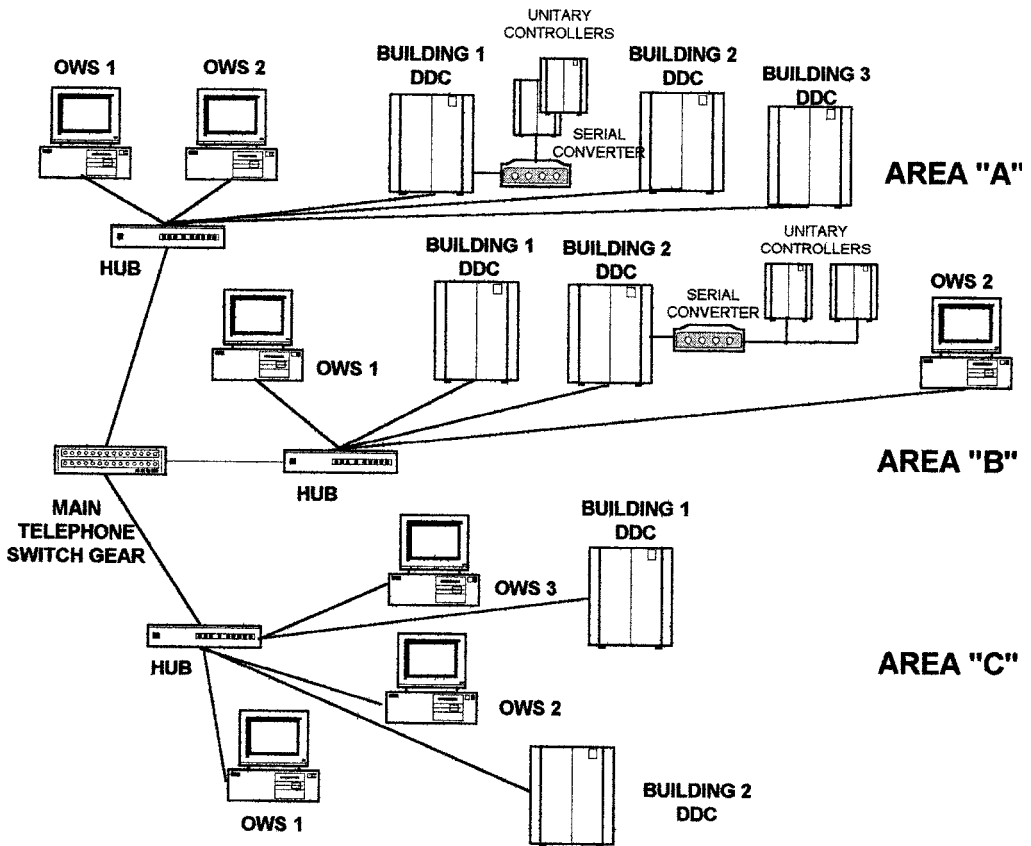 UNITARY
CONTROLLERS
OWS 1
OWS 2
BUILDING 1
DDC
BUILDING 2
DDC
BUILDING 3
DDC
SERIAL
CONVERTER
AREA "A"
HUB
UNITARY
CONTROLLERS
BUILDING 1
DDC
BUILDING 2
DDC
SERIAL
CONVERTER
OWS 2
OWS 1
AREA "B"
HUB
MAIN
TELEPHONE
SWITCH GEAR
BUILDING 1
DDC
OWS 3
HUB
AREA "C"
OWS 2
BUILDING 2
DDC
OWS 1